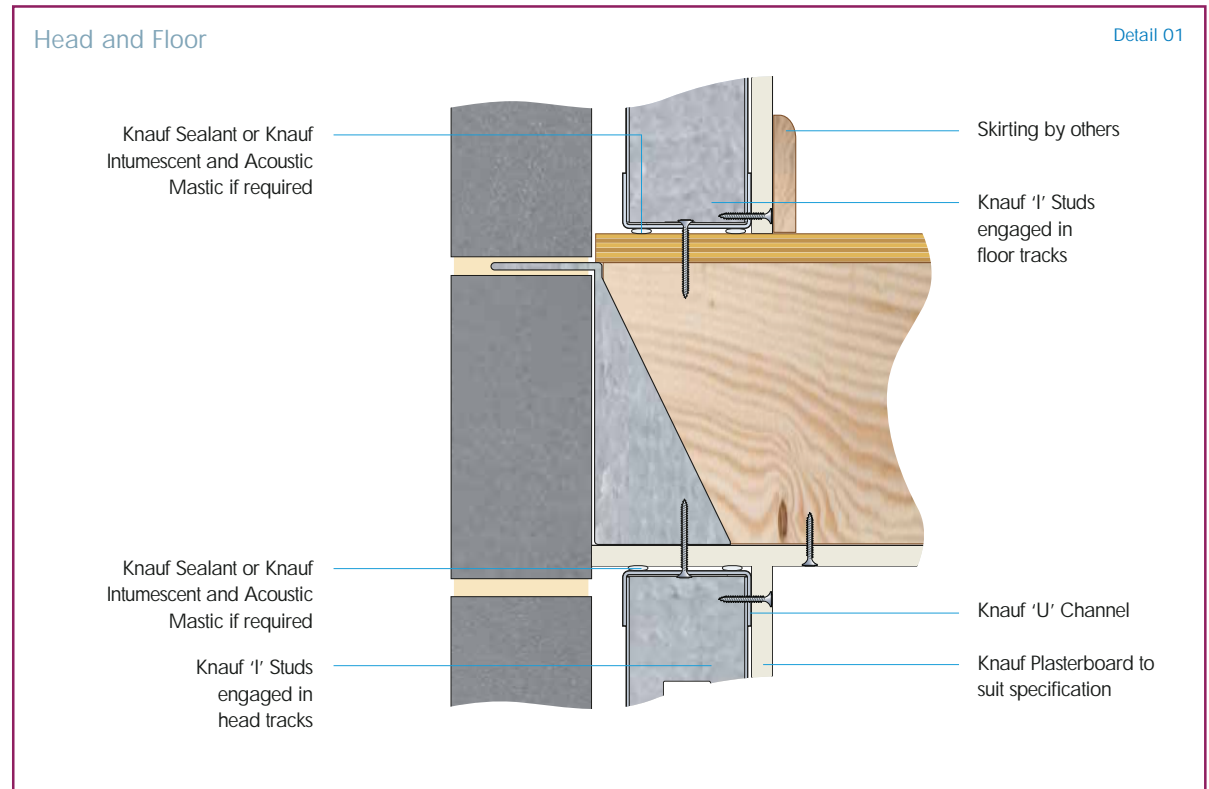 Head and Floor
Detail 01
Knauf Sealant or Knauf
Intumescent and Acoustic
Mastic if required
Skirting by others
Knauf ‘I’ Studs
engaged in
floor tracks
Knauf Sealant or Knauf
Intumescent and Acoustic
Mastic if required
Knauf ‘I’ Studs
engaged in
head tracks
Knauf ‘U’ Channel
Knauf Plasterboard to
suit specification